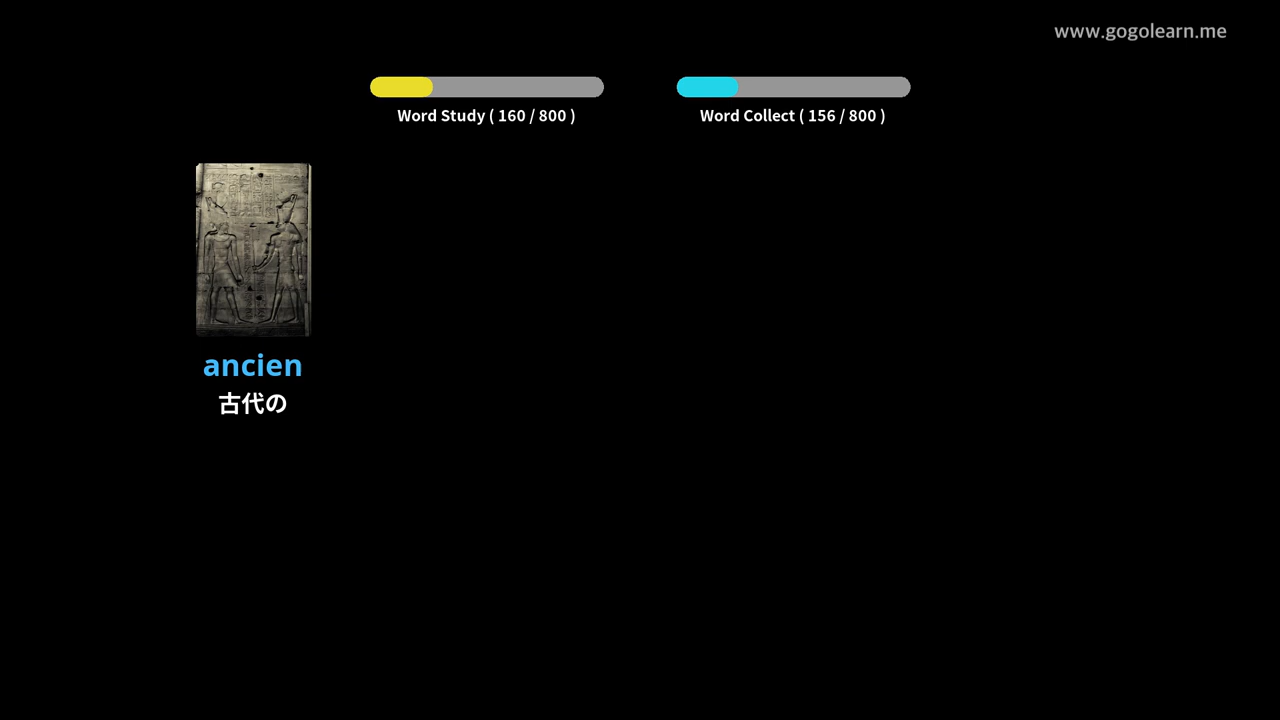 www.gogolearn.me
Word Study ( 160 / 800 )
Word Collect ( 156 / 800 )
ancien
古代の